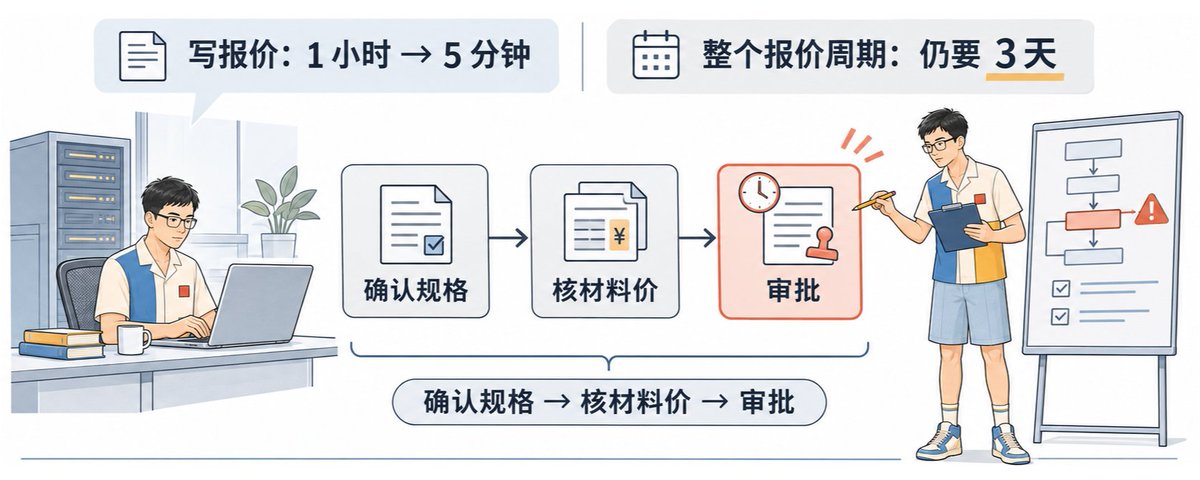 写报价：1 小时 → 5 分钟
整个报价周期：仍要 3 天
确认规格
¥
核材料价
审批
!
确认规格 → 核材料价 → 审批